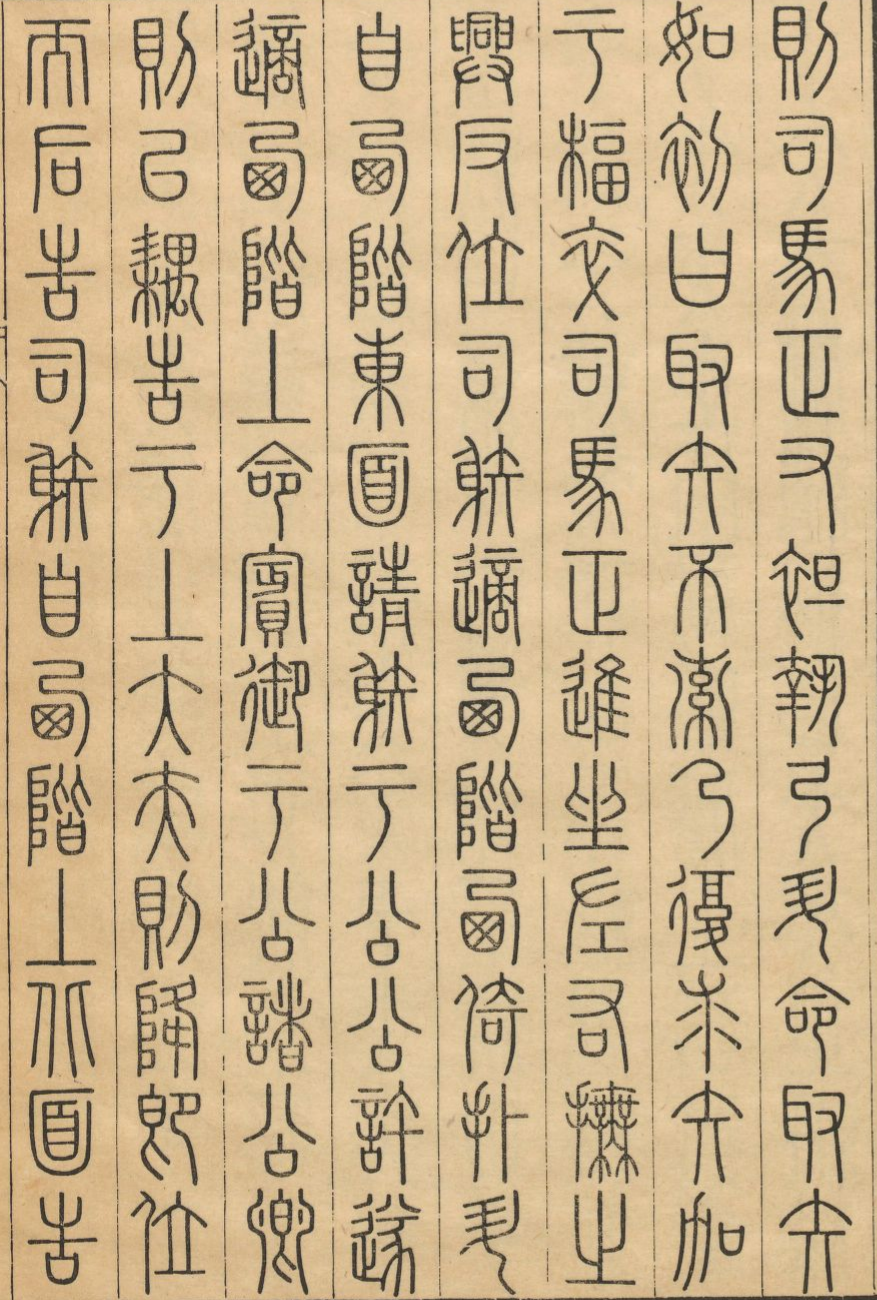 則司馬正又袒執弓升命取矢
如初曰取矢不索乃復求矢加
于楅卒司馬正進坐左右撫之
興反位司射適西階西倚扑升
自西階東面請射于公公許遂
適西階上命賓御于公諸公卿
則以耦告于上大夫則降即位
而后告司射自西階上北面告